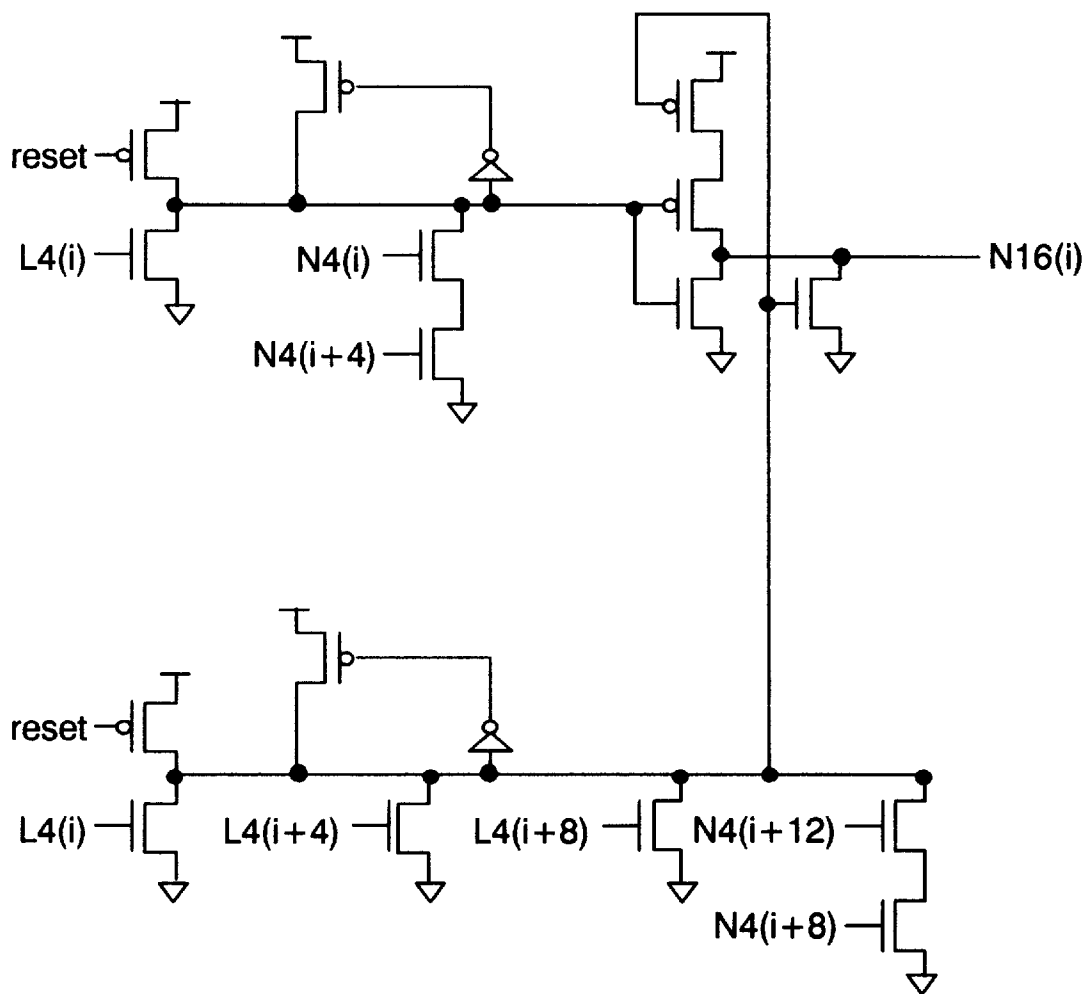 reset
L4(i)
N4(i)
N4(i+4)
N16(i)
reset
L4(i)
L4(i+4)
L4(i+8)
N4(i+12)
N4(i+8)